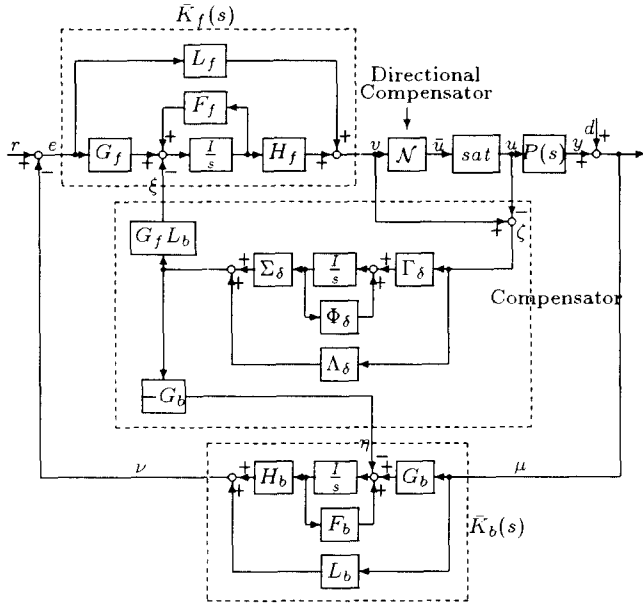 K̄_f(s)
L_f
Directional
Compensator
F_f
r
e
G_f
I/s
H_f
v
𝒩
ū
sat
u
P(s)
y
d
ξ
ζ
G_f L_b
Σ_δ
I/s
Γ_δ
Φ_δ
Compensator
Λ_δ
−G_b
η
ν
H_b
I/s
G_b
μ
F_b
K̄_b(s)
L_b